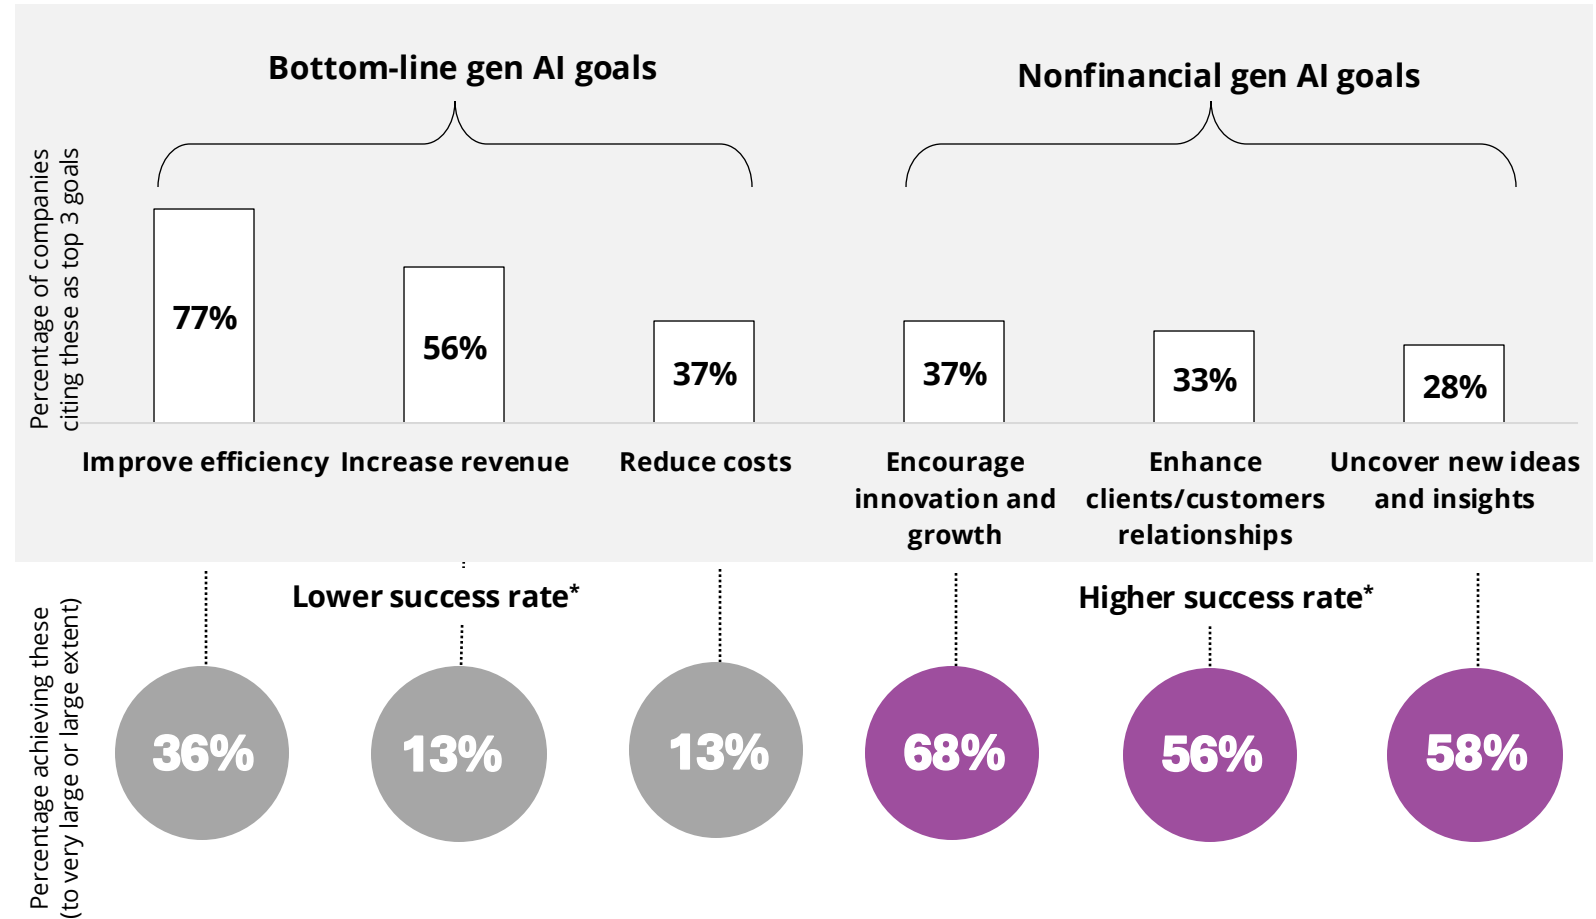 Bottom-line gen AI goals
Nonfinancial gen AI goals
Percentage of companies
citing these as top 3 goals
77%
56%
37%
37%
33%
28%
Improve efficiency
Increase revenue
Reduce costs
Encourage
innovation and
growth
Enhance
clients/customers
relationships
Uncover new ideas
and insights
Lower success rate*
Higher success rate*
Percentage achieving these
(to very large or large extent)
36%
13%
13%
68%
56%
58%